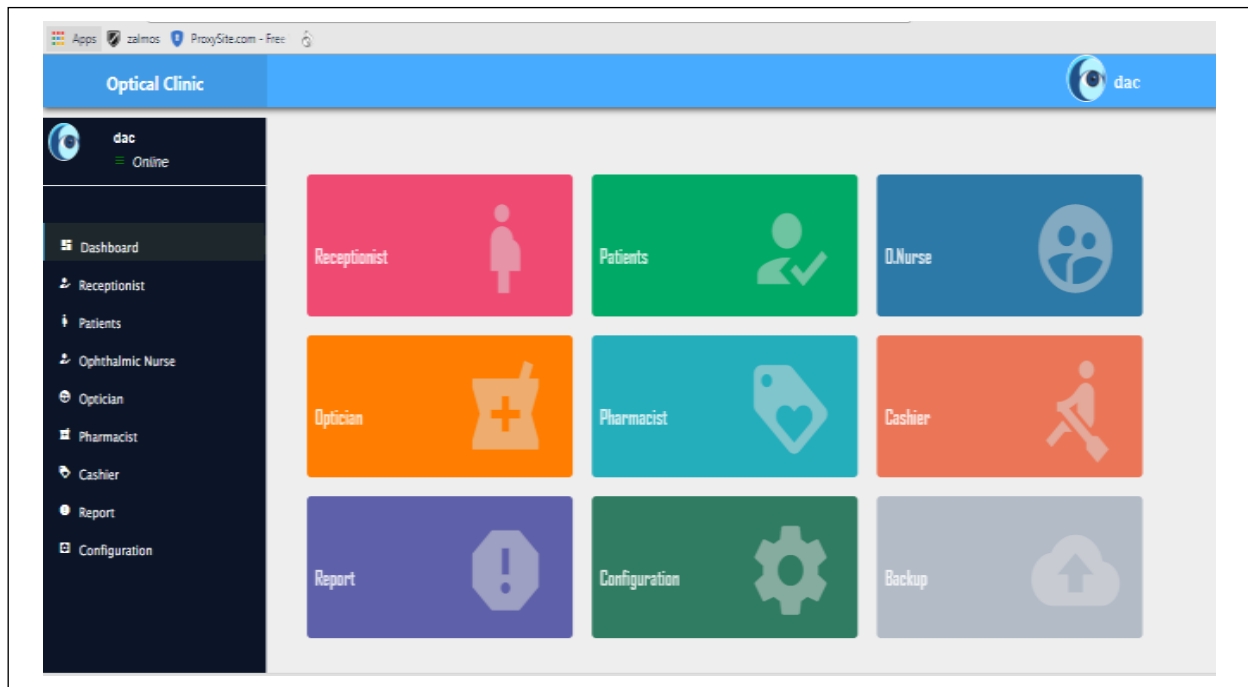 Apps zalmos ProxySite.com - Free
Optical Clinic
dac
dac
Online
Dashboard
Receptionist
Patients
Ophthalmic Nurse
Optician
Pharmacist
Cashier
Report
Configuration
Receptionist
Patients
O.Nurse
Optician
Pharmacist
Cashier
Report
Configuration
Backup